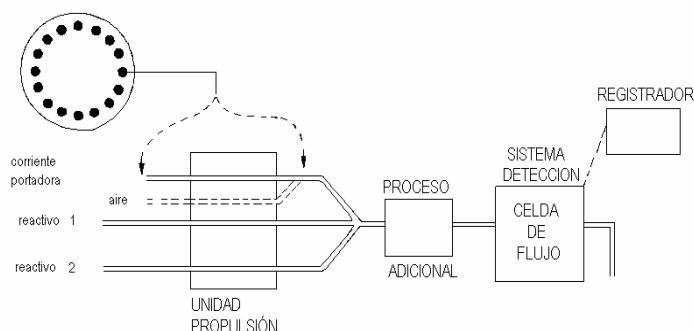 REGISTRADOR
SISTEMA
DETECCION
corriente
portadora
aire
PROCESO
CELDA
DE
FLUJO
reactivo 1
reactivo 2
ADICIONAL
UNIDAD
PROPULSIÓN